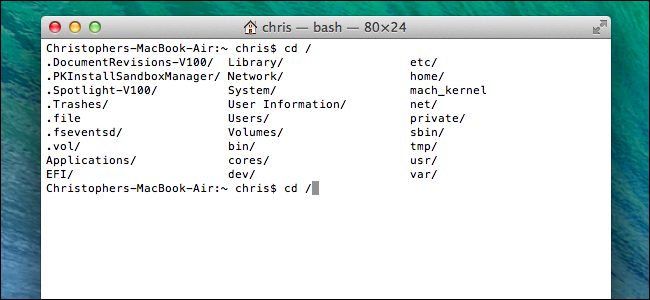 chris — bash — 80×24
Christophers-MacBook-Air:~ chris$ cd /
.DocumentRevisions-V100/ Library/ etc/
.PKInstallSandboxManager/ Network/ home/
.Spotlight-V100/ System/ mach_kernel
.Trashes/ User Information/ net/
.file Users/ private/
.fseventsd/ Volumes/ sbin/
.vol/ bin/ tmp/
Applications/ cores/ usr/
EFI/ dev/ var/
Christophers-MacBook-Air:~ chris$ cd /